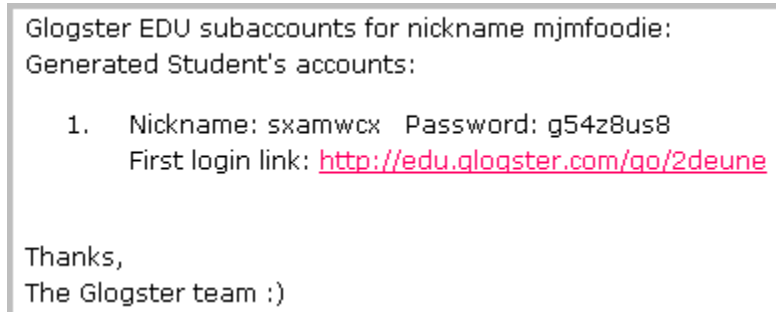 Glogster EDU subaccounts for nickname mjmfoodie:
Generated Student's accounts:
1. Nickname: sxamwcx Password: g54z8us8
First login link: http://edu.glogster.com/go/2deune
Thanks,
The Glogster team :)